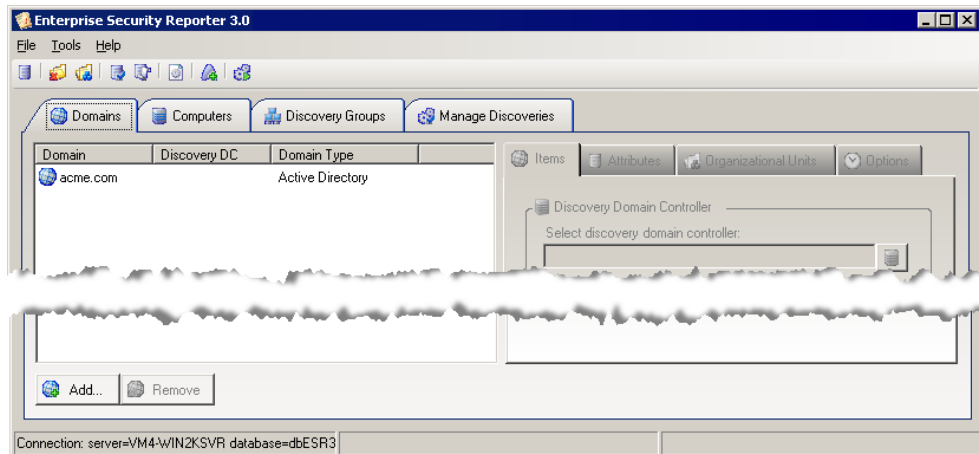 Enterprise Security Reporter 3.0
File Tools Help
Domains Computers Discovery Groups Manage Discoveries
Domain Discovery DC Domain Type
acme.com Active Directory
Items Attributes Organizational Units Options
Discovery Domain Controller
Select discovery domain controller:
Add... Remove
Connection: server=VM4-WIN2KSVR database=dbESR3